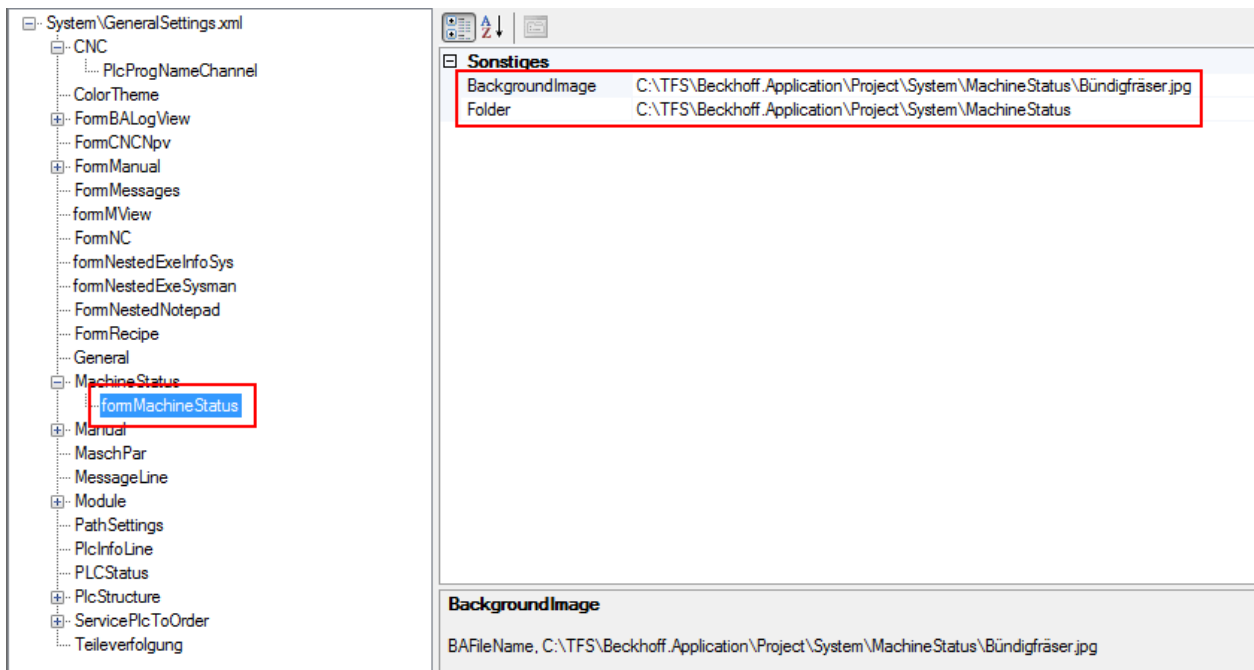 System\GeneralSettings.xml
CNC
PlcProgNameChannel
ColorTheme
FormBALogView
FormCNCNpv
FormManual
FormMessages
formMView
FormNC
formNestedExeInfoSys
formNestedExeSysman
FormNestedNotepad
FormRecipe
General
MachineStatus
formMachineStatus
Manual
MaschPar
MessageLine
Module
PathSettings
PlcInfoLine
PLCStatus
PlcStructure
ServicePlcToOrder
Teileverfolgung
A
Z
Sonstiges
BackgroundImage C:\TFS\Beckhoff.Application\Project\System\MachineStatus\Bündigfräser.jpg
Folder C:\TFS\Beckhoff.Application\Project\System\MachineStatus
BackgroundImage
BAFileName, C:\TFS\Beckhoff.Application\Project\System\MachineStatus\Bündigfräser.jpg